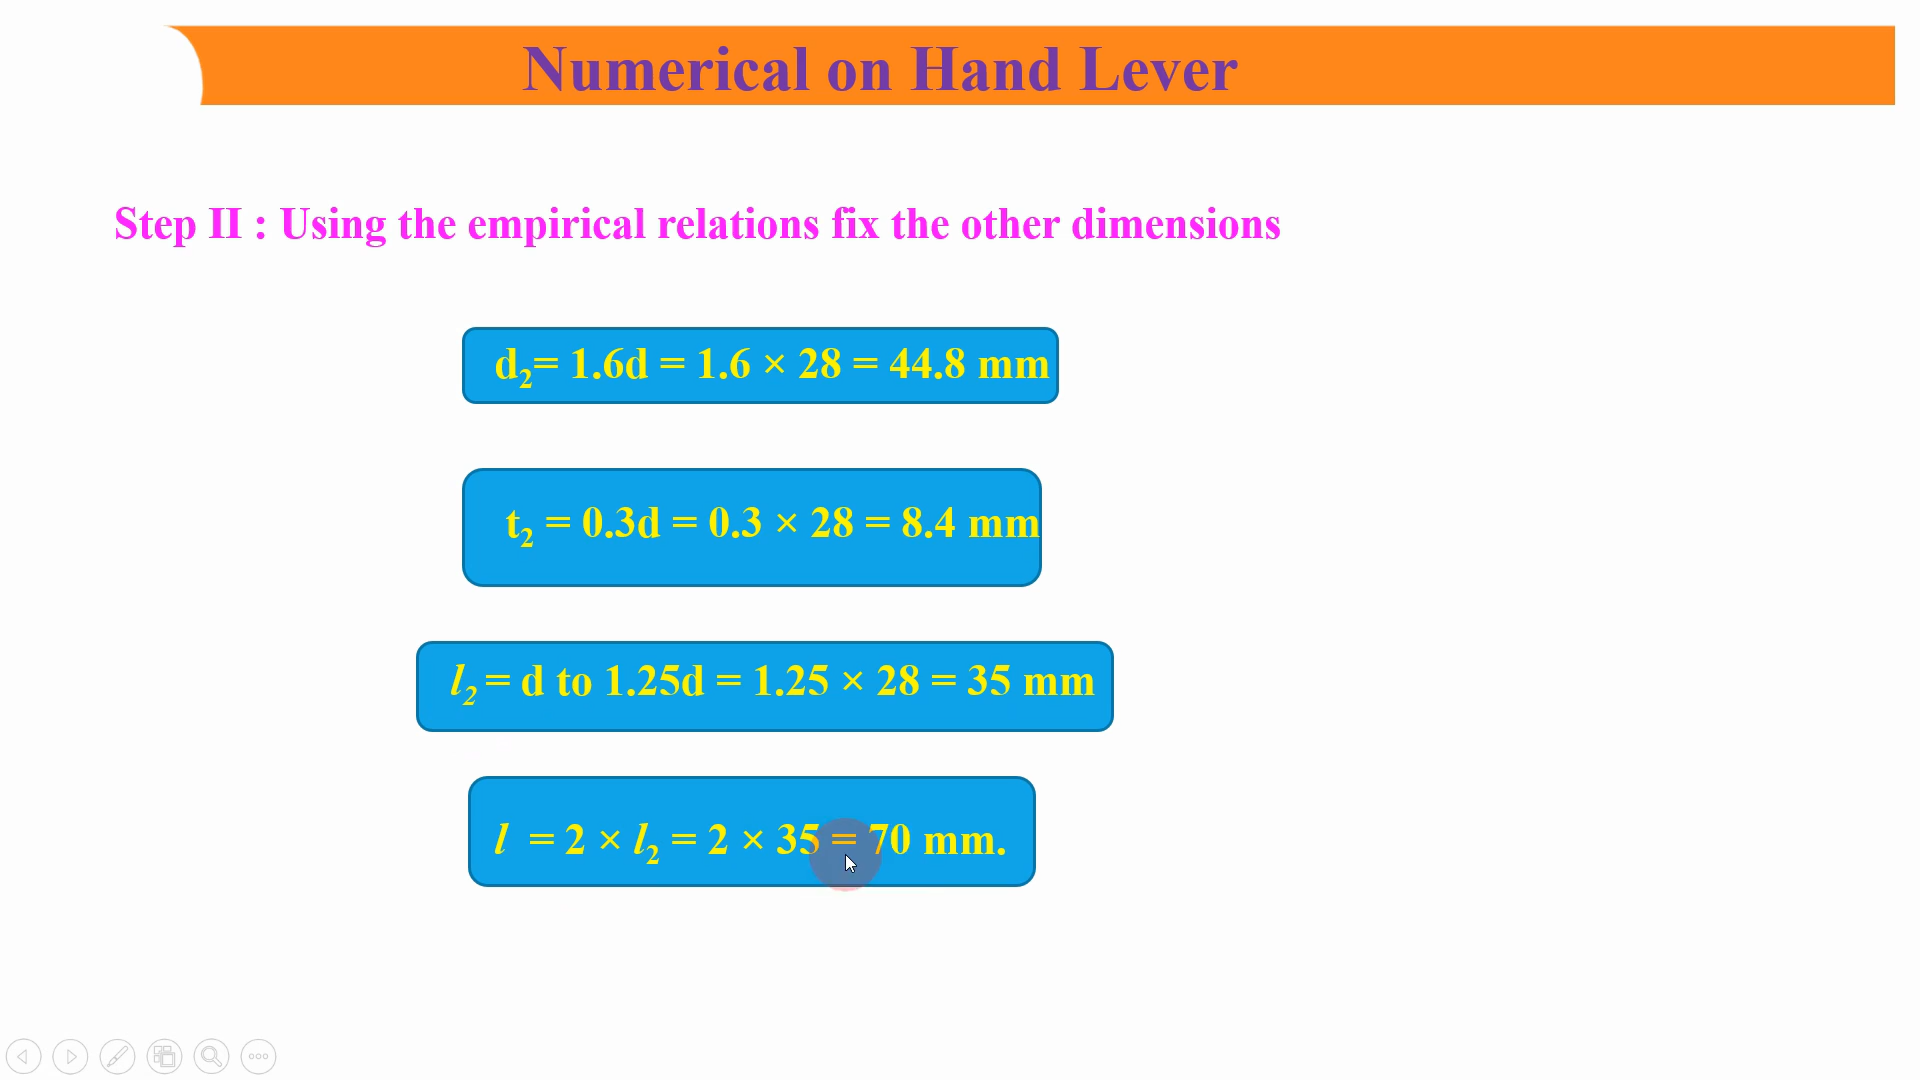 Numerical on Hand Lever
Step II : Using the empirical relations fix the other dimensions
d₂= 1.6d = 1.6 × 28 = 44.8 mm
t₂ = 0.3d = 0.3 × 28 = 8.4 mm
l₂ = d to 1.25d = 1.25 × 28 = 35 mm
l = 2 × l₂ = 2 × 35 = 70 mm.